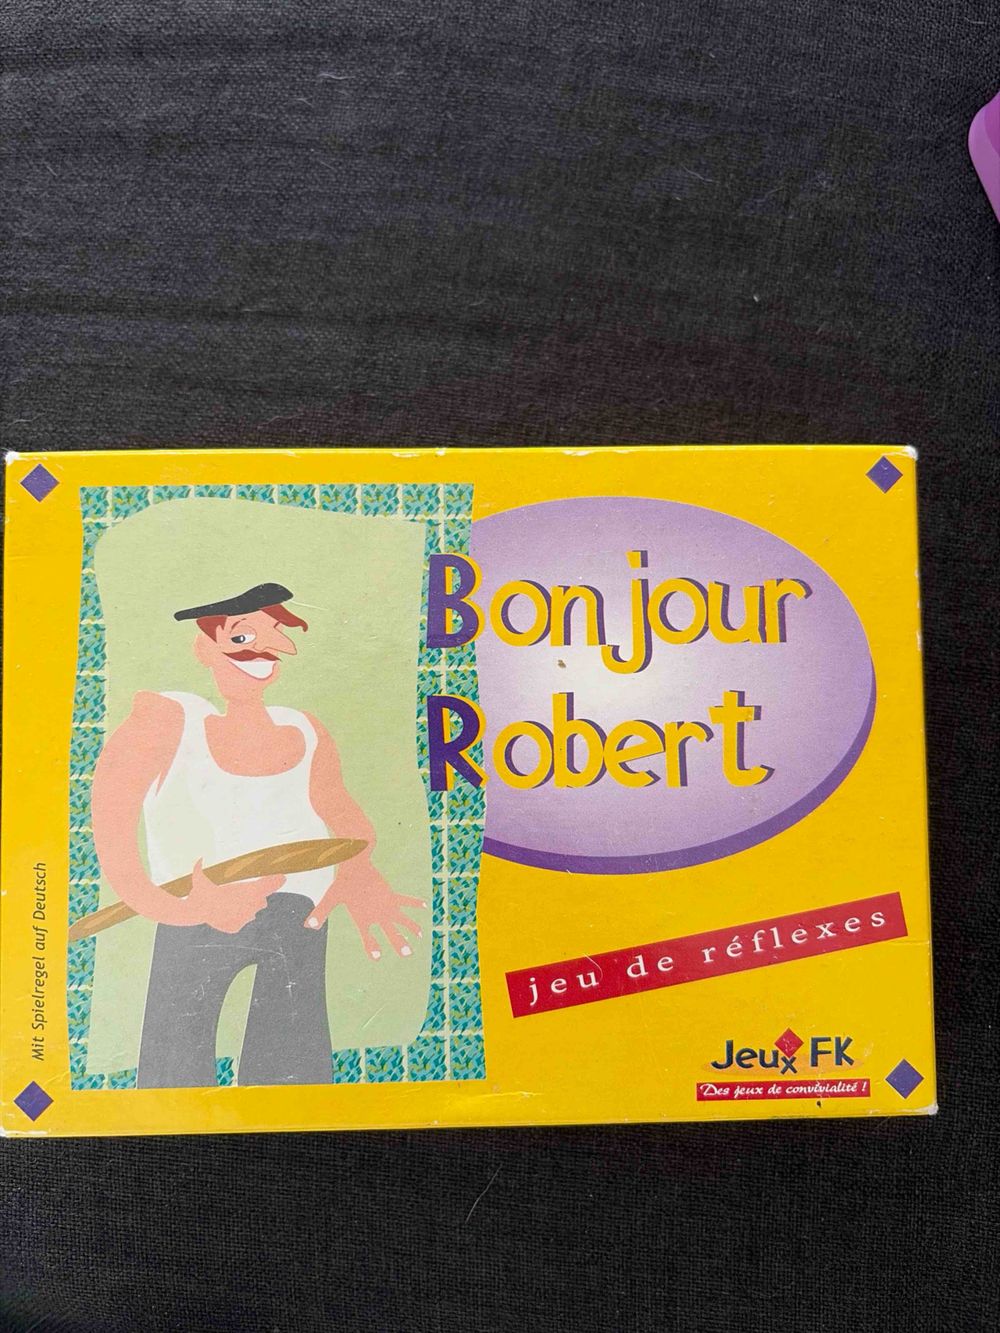 Bonjour
Robert
jeu de réflexes
Mit Spielregel auf Deutsch
Jeux FK
Des jeux de convivialité !